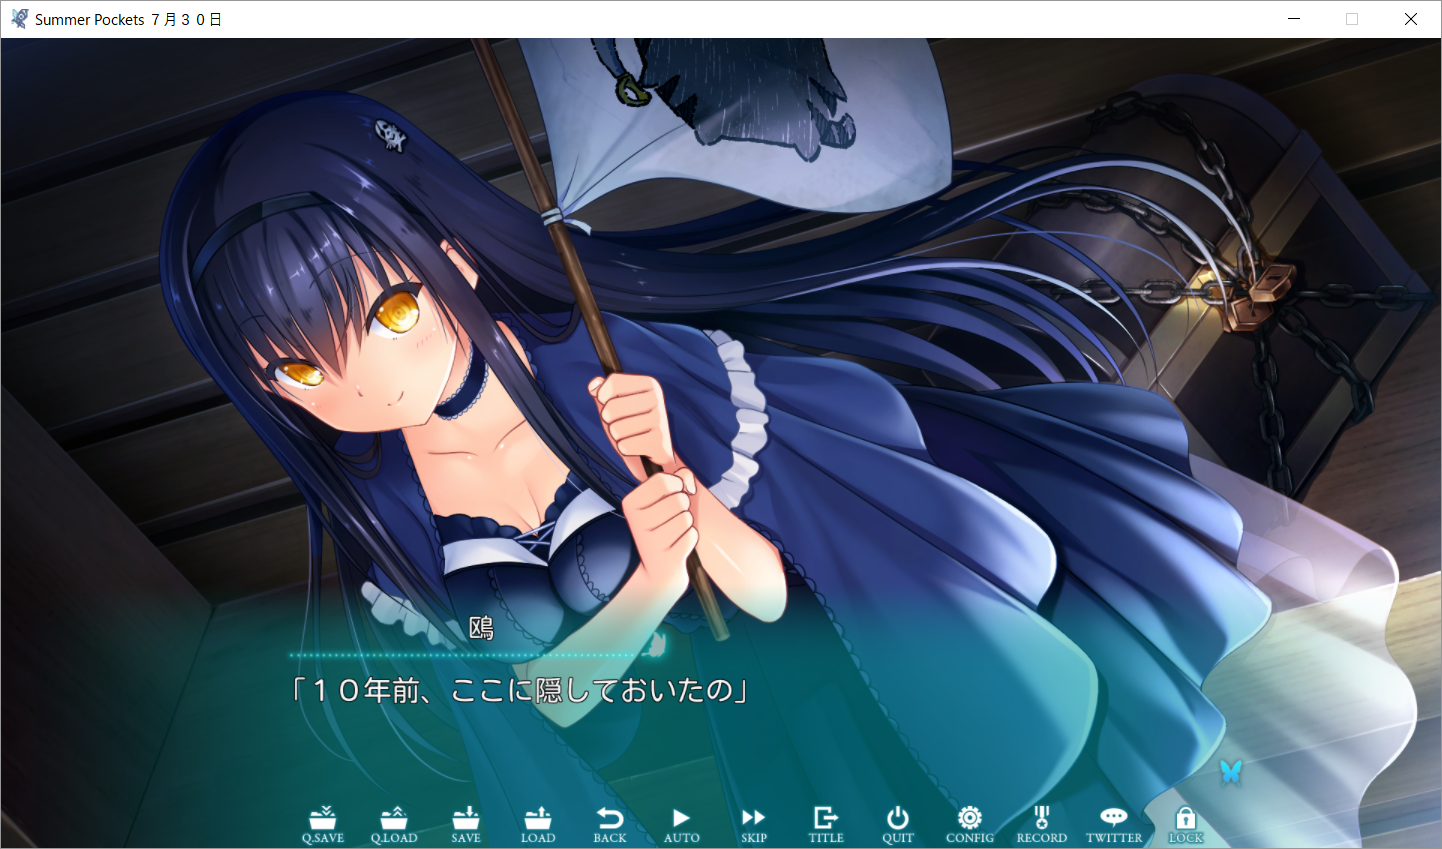 Summer Pockets ７月３０日
鴎
「１０年前、ここに隠しておいたの」
Q.SAVE Q.LOAD SAVE LOAD BACK AUTO SKIP TITLE QUIT CONFIG RECORD TWITTER LOCK